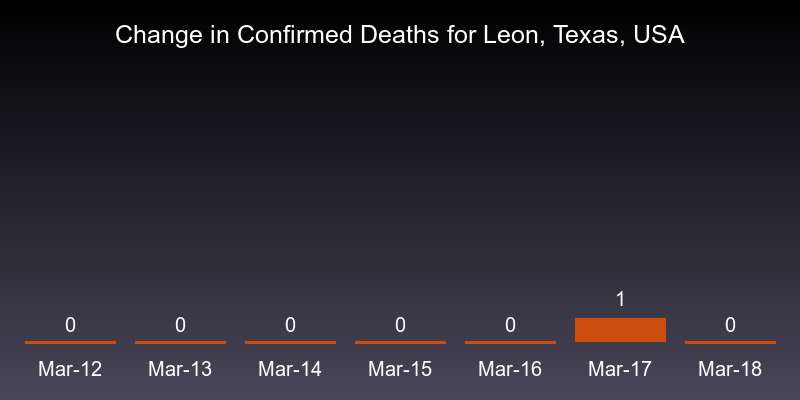 Change in Confirmed Deaths for Leon, Texas, USA
0 0 0 0 0 1 0
Mar-12 Mar-13 Mar-14 Mar-15 Mar-16 Mar-17 Mar-18